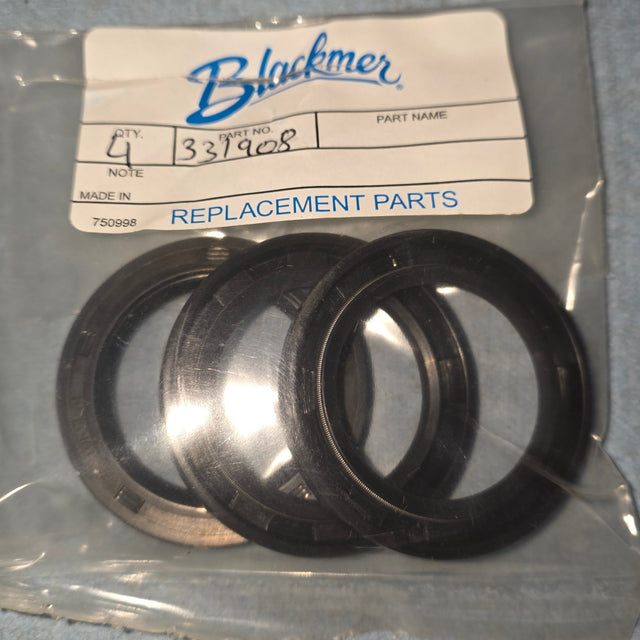 Blackmer®
QTY. 4 PART NO. 331908 PART NAME
NOTE
MADE IN
750998 REPLACEMENT PARTS